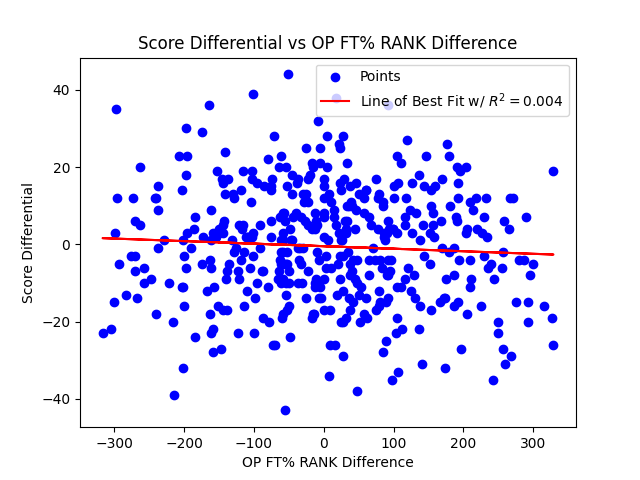 Score Differential vs OP FT% RANK Difference
Points
Line of Best Fit w/ R² = 0.004
40
20
0
−20
−40
Score Differential
−300
−200
−100
0
100
200
300
OP FT% RANK Difference